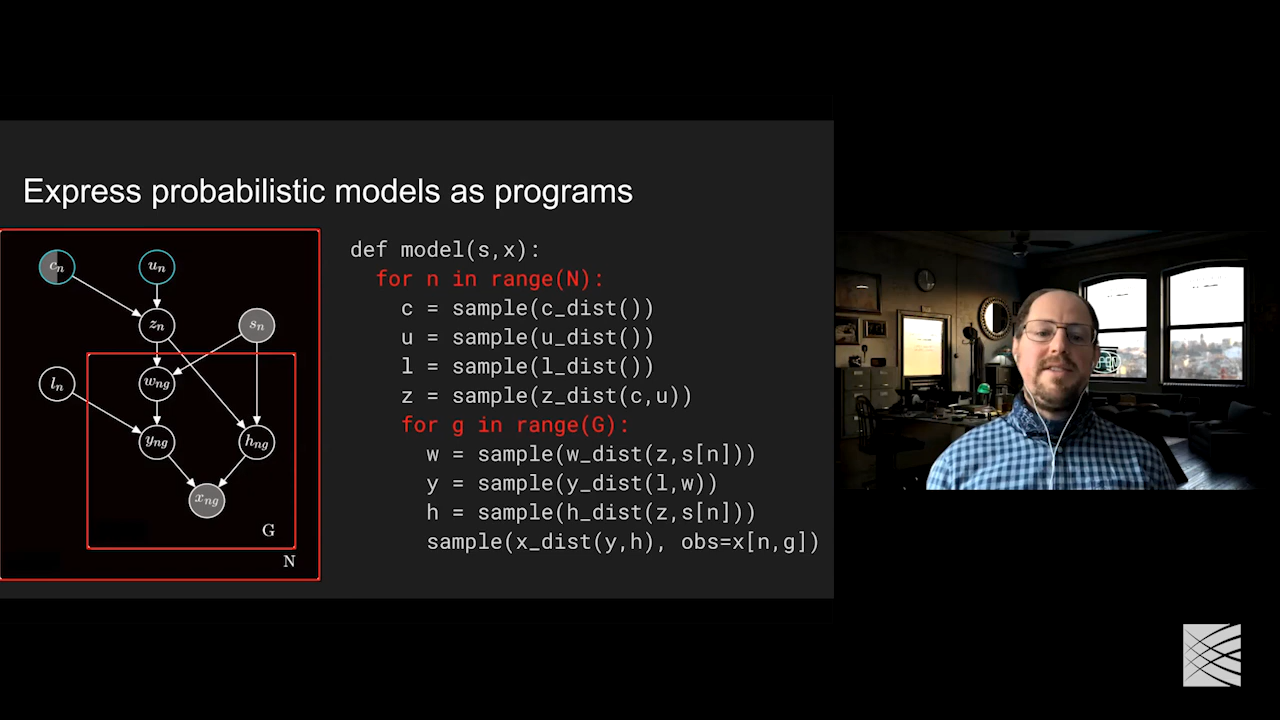 Express probabilistic models as programs
c_n
u_n
z_n
s_n
l_n
w_ng
y_ng
h_ng
x_ng
G
N
def model(s,x):
for n in range(N):
c = sample(c_dist())
u = sample(u_dist())
l = sample(l_dist())
z = sample(z_dist(c,u))
for g in range(G):
w = sample(w_dist(z,s[n]))
y = sample(y_dist(l,w))
h = sample(h_dist(z,s[n]))
sample(x_dist(y,h), obs=x[n,g])
OPEN